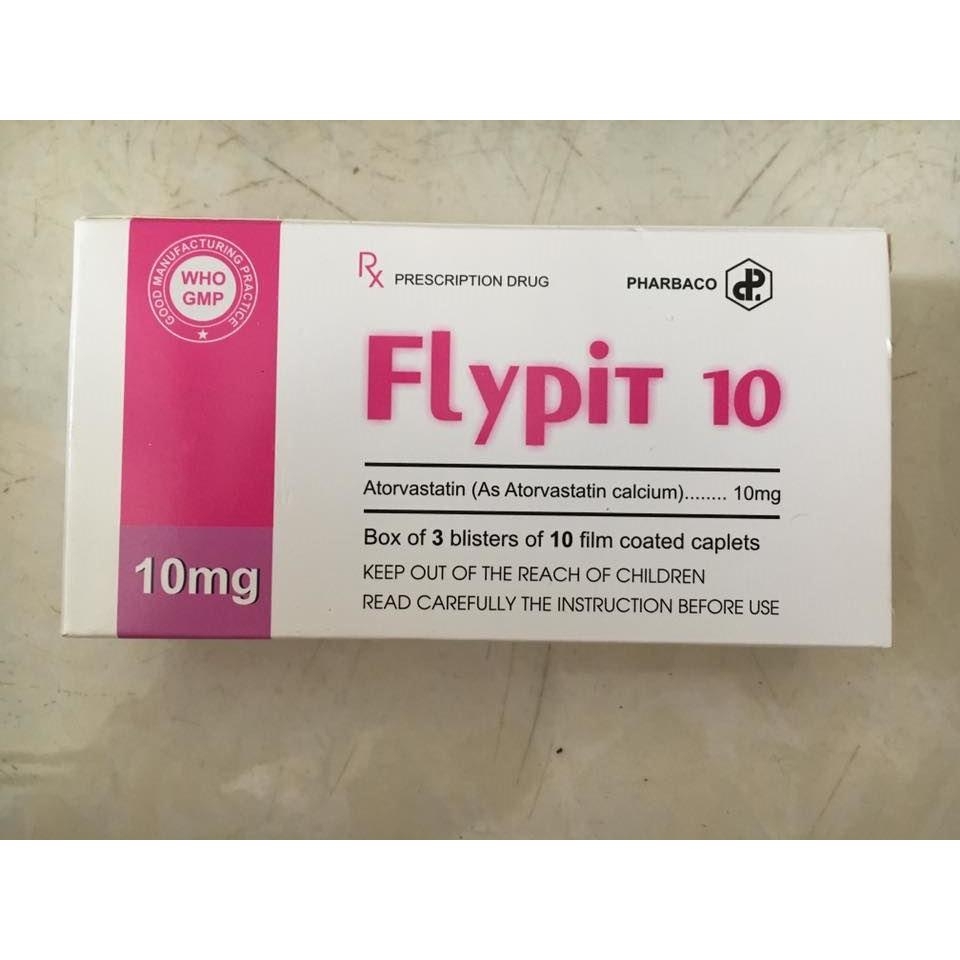 GOOD MANUFACTURING PRACTICE
WHO
GMP
Rx PRESCRIPTION DRUG
PHARBACO
Flypit 10
Atorvastatin (As Atorvastatin calcium)........ 10mg
Box of 3 blisters of 10 film coated caplets
KEEP OUT OF THE REACH OF CHILDREN
READ CAREFULLY THE INSTRUCTION BEFORE USE
10mg